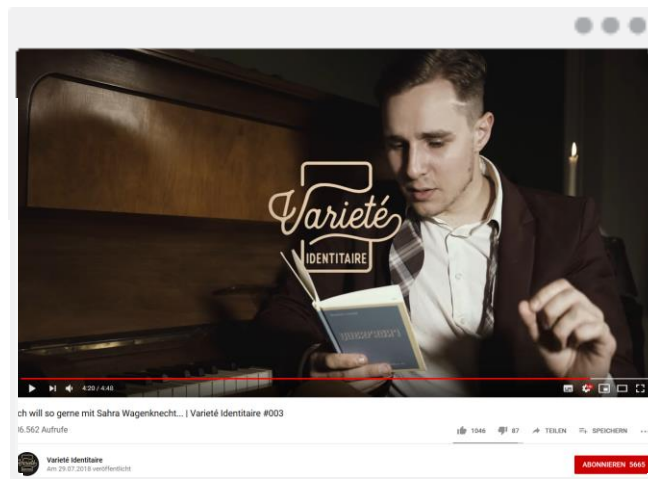 Varieté
IDENTITAIRE
4:20 / 4:48
ch will so gerne mit Sahra Wagenknecht... | Varieté Identitaire #003
6.562 Aufrufe
1046
87
TEILEN
SPEICHERN
Varieté Identitaire
Am 29.07.2018 veröffentlicht
ABONNIEREN 5665